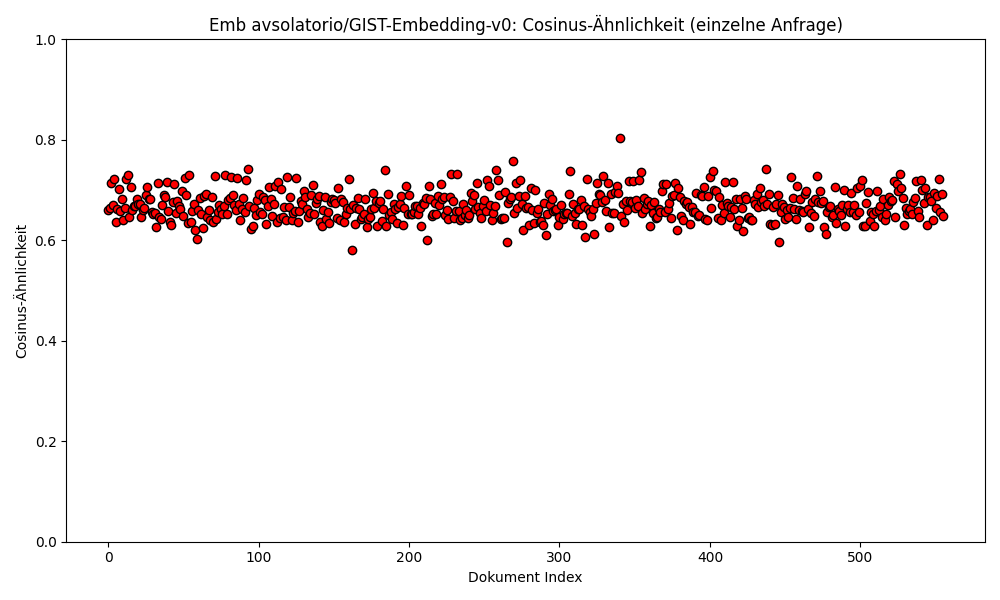 Emb avsolatorio/GIST-Embedding-v0: Cosinus-Ähnlichkeit (einzelne Anfrage)
1.0
0.8
0.6
0.4
0.2
0.0
Cosinus-Ähnlichkeit
0 100 200 300 400 500
Dokument Index